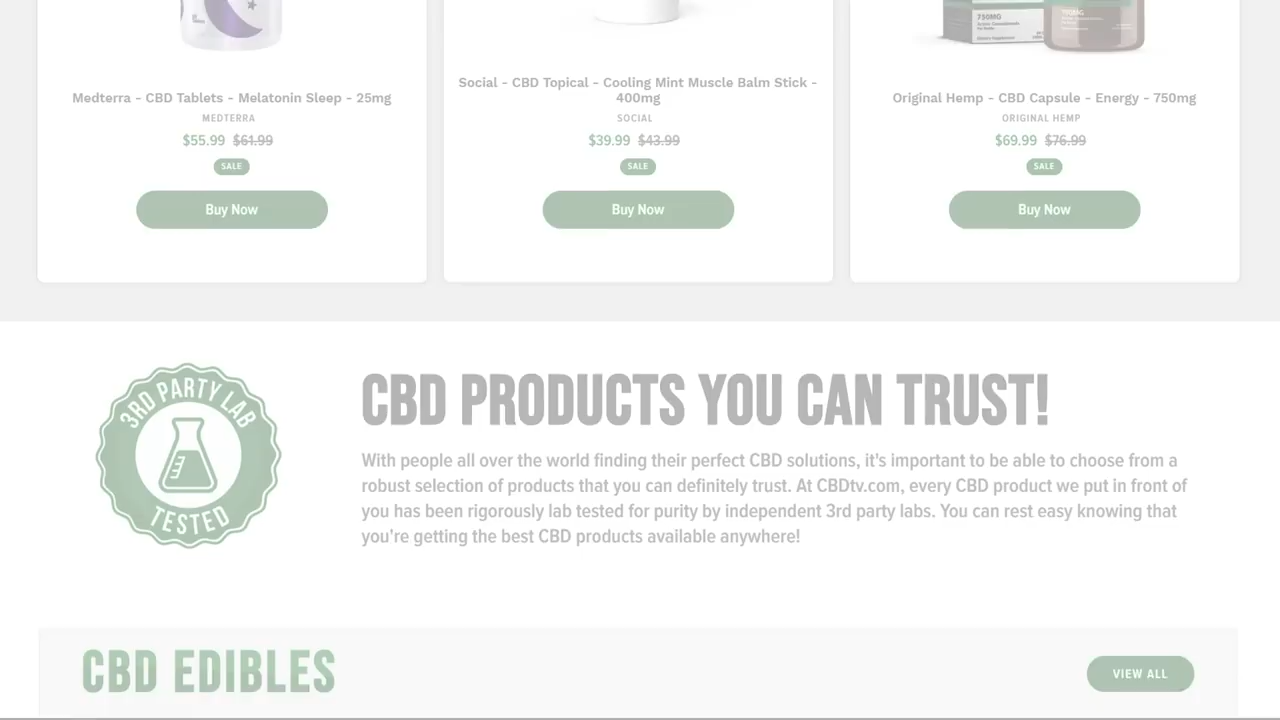 750MG
750MG
Medterra - CBD Tablets - Melatonin Sleep - 25mg
MEDTERRA
$55.99 $61.99
SALE
Buy Now
Social - CBD Topical - Cooling Mint Muscle Balm Stick -
400mg
SOCIAL
$39.99 $43.99
SALE
Buy Now
Original Hemp - CBD Capsule - Energy - 750mg
ORIGINAL HEMP
$69.99 $76.99
SALE
Buy Now
3RD PARTY LAB
TESTED
CBD PRODUCTS YOU CAN TRUST!
With people all over the world finding their perfect CBD solutions, it's important to be able to choose from a
robust selection of products that you can definitely trust. At CBDtv.com, every CBD product we put in front of
you has been rigorously lab tested for purity by independent 3rd party labs. You can rest easy knowing that
you're getting the best CBD products available anywhere!
CBD EDIBLES
VIEW ALL